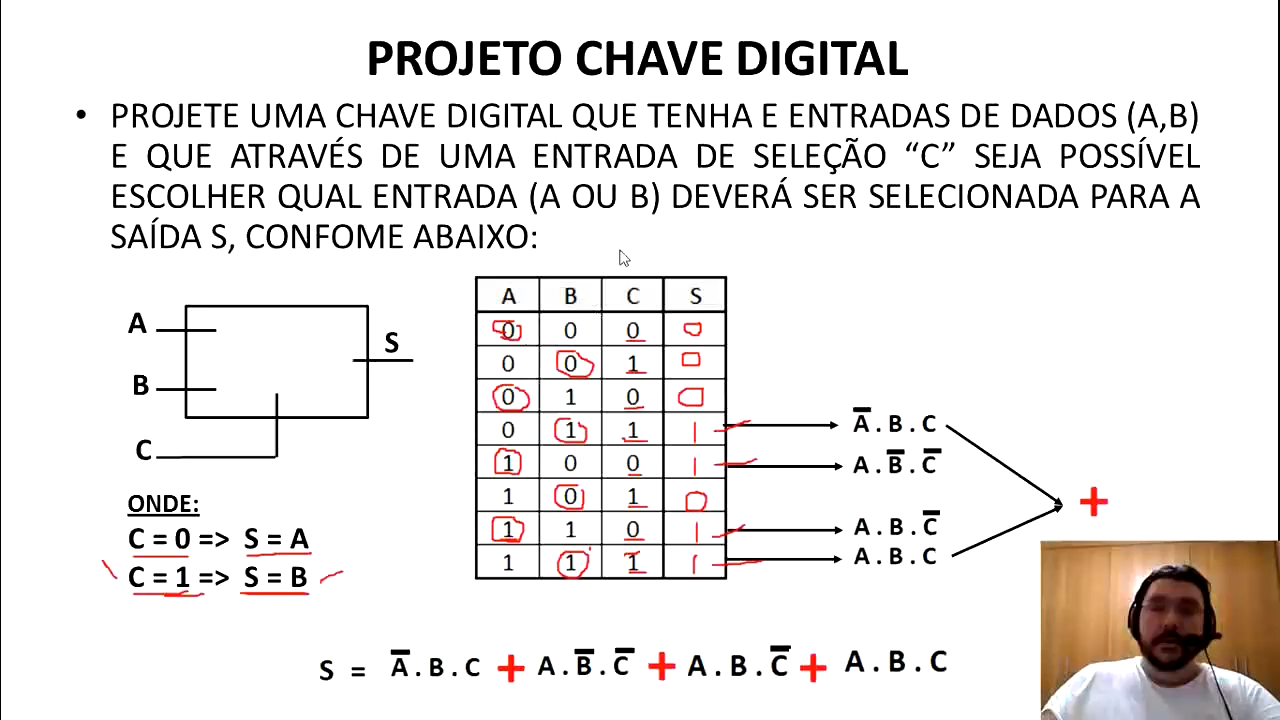 PROJETO CHAVE DIGITAL
• PROJETE UMA CHAVE DIGITAL QUE TENHA E ENTRADAS DE DADOS (A,B)
E QUE ATRAVÉS DE UMA ENTRADA DE SELEÇÃO “C” SEJA POSSÍVEL
ESCOLHER QUAL ENTRADA (A OU B) DEVERÁ SER SELECIONADA PARA A
SAÍDA S, CONFOME ABAIXO:
A
B
C
S
ONDE:
C = 0 => S = A
C = 1 => S = B
A B C S
0 0 0 0
0 0 1 0
0 1 0 0
0 1 1 1
1 0 0 1
1 0 1 0
1 1 0 1
1 1 1 1
A̅ . B . C
A . B̅ . C̅
A . B . C̅
A . B . C
+
S = A̅ . B . C + A . B̅ . C̅ + A . B . C̅ + A . B . C